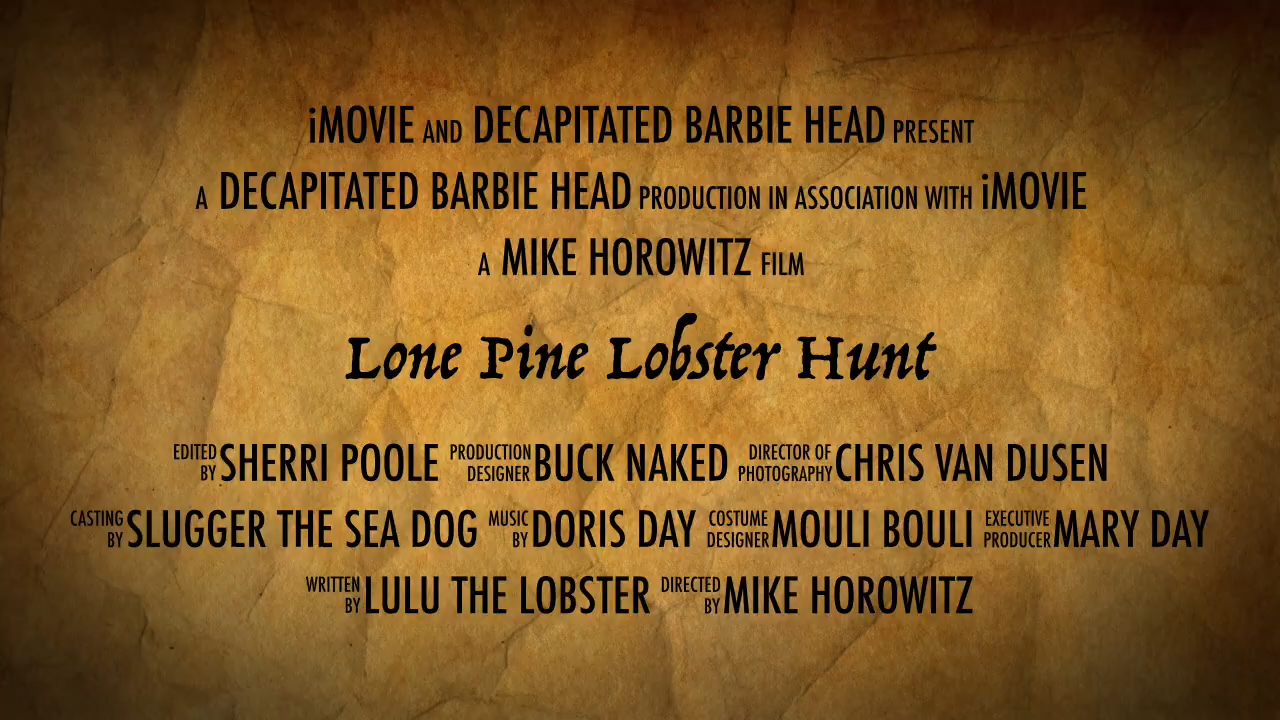 iMOVIE AND DECAPITATED BARBIE HEAD PRESENT
A DECAPITATED BARBIE HEAD PRODUCTION IN ASSOCIATION WITH iMOVIE
A MIKE HOROWITZ FILM
Lone Pine Lobster Hunt
EDITED BY SHERRI POOLE PRODUCTION DESIGNER BUCK NAKED DIRECTOR OF PHOTOGRAPHY CHRIS VAN DUSEN
CASTING BY SLUGGER THE SEA DOG MUSIC BY DORIS DAY COSTUME DESIGNER MOULI BOULI EXECUTIVE PRODUCER MARY DAY
WRITTEN BY LULU THE LOBSTER DIRECTED BY MIKE HOROWITZ